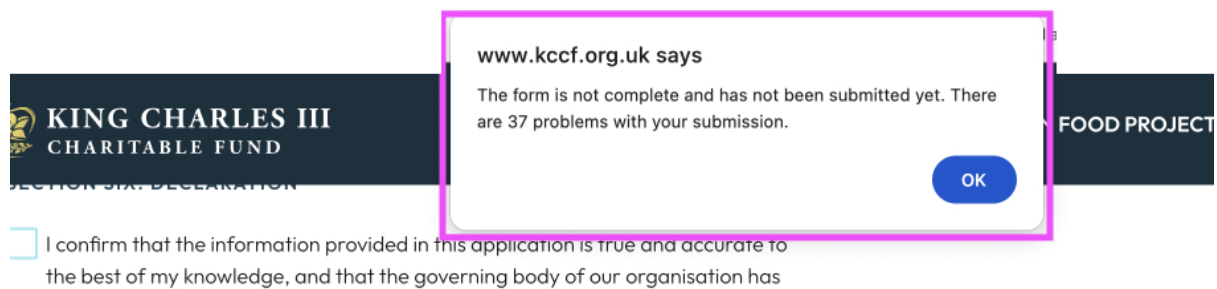 www.kccf.org.uk says
The form is not complete and has not been submitted yet. There
are 37 problems with your submission.
OK
KING CHARLES III
CHARITABLE FUND
FOOD PROJECT
SECTION SIX: DECLARATION
I confirm that the information provided in this application is true and accurate to
the best of my knowledge, and that the governing body of our organisation has